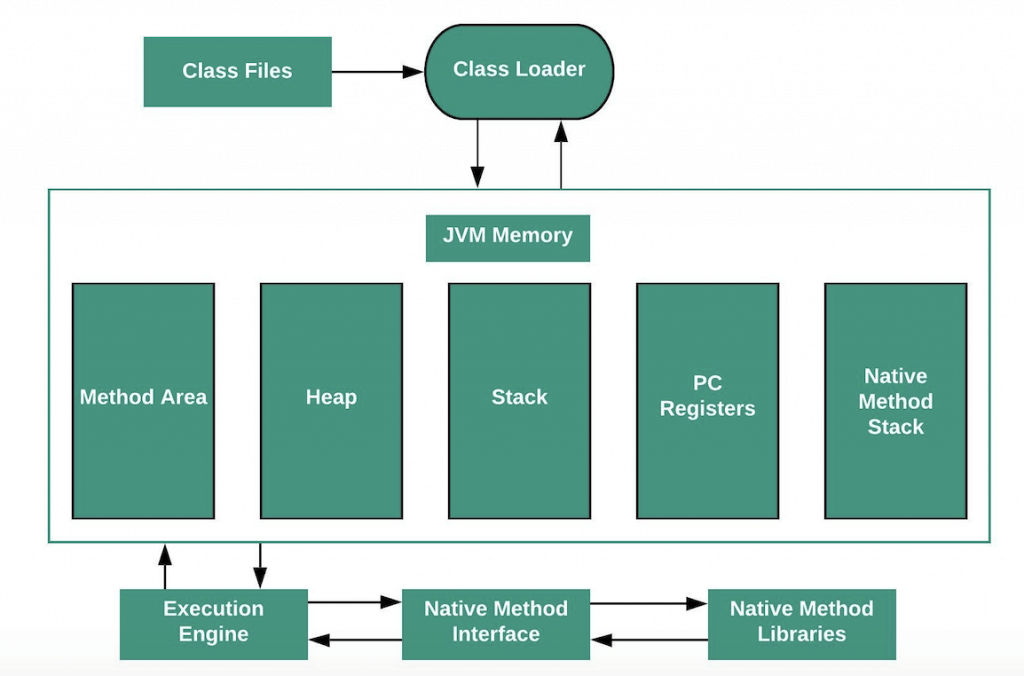 Class Files
Class Loader
JVM Memory
Method Area
Heap
Stack
PC
Registers
Native
Method
Stack
Execution
Engine
Native Method
Interface
Native Method
Libraries